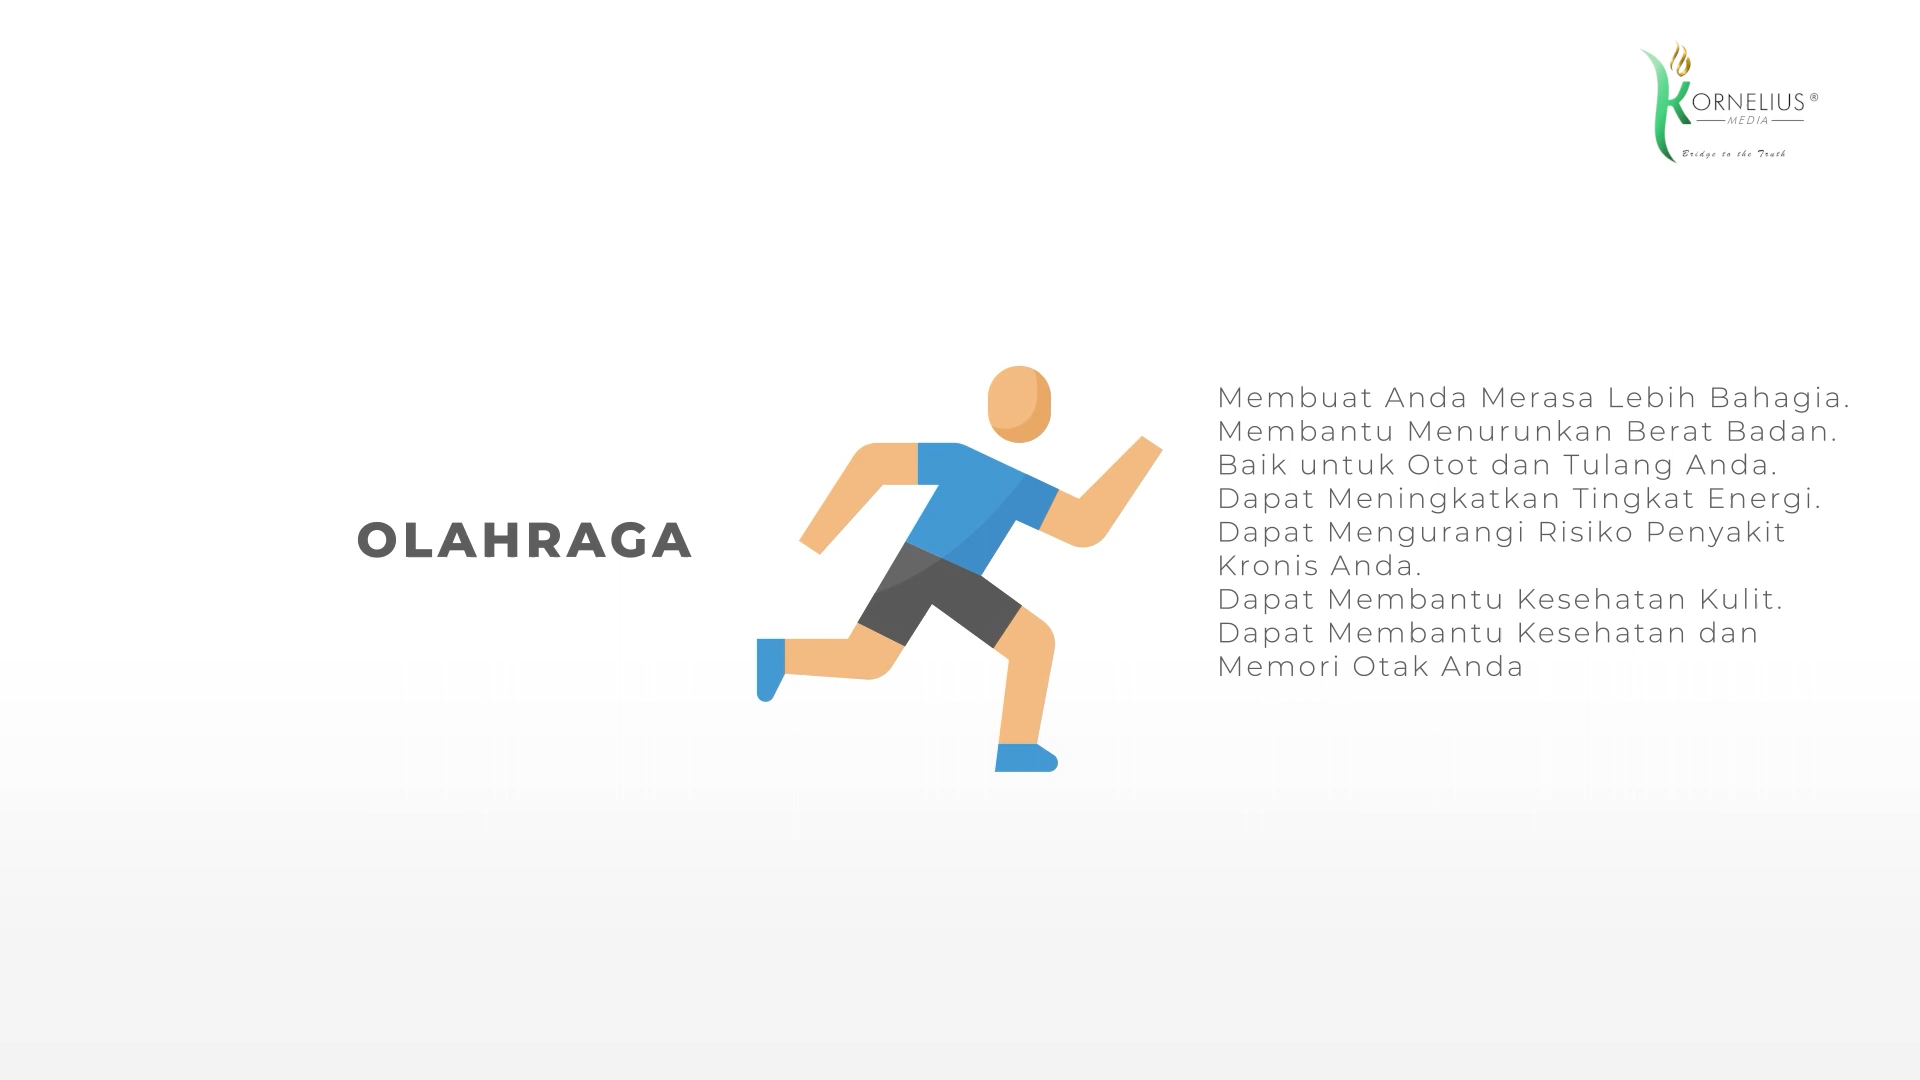 KORNELIUS®
MEDIA
Bridge to the Truth
OLAHRAGA
Membuat Anda Merasa Lebih Bahagia.
Membantu Menurunkan Berat Badan.
Baik untuk Otot dan Tulang Anda.
Dapat Meningkatkan Tingkat Energi.
Dapat Mengurangi Risiko Penyakit
Kronis Anda.
Dapat Membantu Kesehatan Kulit.
Dapat Membantu Kesehatan dan
Memori Otak Anda